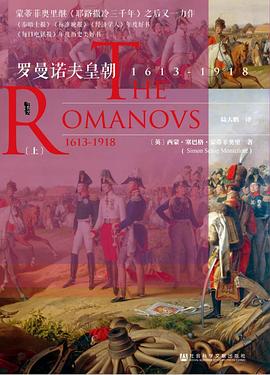 蒙蒂菲奥里继《耶路撒冷三千年》之后又一力作
《泰晤士报》《标准晚报》《经济学人》年度好书
《每日电讯报》年度历史类好书
罗曼诺夫皇朝 1613-1918
THE
ROMANOVS
1613-1918
〔上〕
陆大鹏 译
〔英〕西蒙·塞巴格·蒙蒂菲奥里 著
( Simon Sebag Montefiore )
社会科学文献出版社